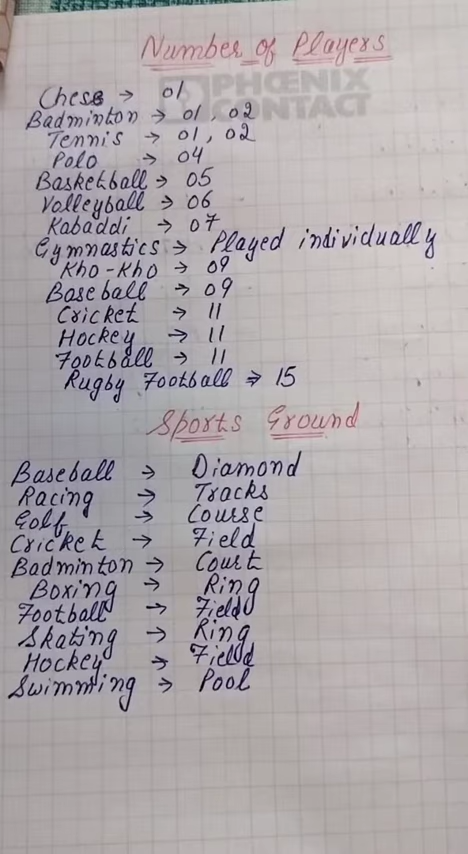 Number of Players
PHOENIX
CONTACT
Chess → 01
Badminton → 01, 02
Tennis → 01, 02
Polo → 04
Basketball → 05
Volleyball → 06
Kabaddi → 07
Gymnastics → Played individually
Kho-Kho → 09
Baseball → 09
Cricket → 11
Hockey → 11
Football → 11
Rugby Football → 15
Sports Ground
Baseball → Diamond
Racing → Tracks
Golf → Course
Cricket → Field
Badminton → Court
Boxing → Ring
Football → Field
Skating → Ring
Hockey → Field
Swimming → Pool